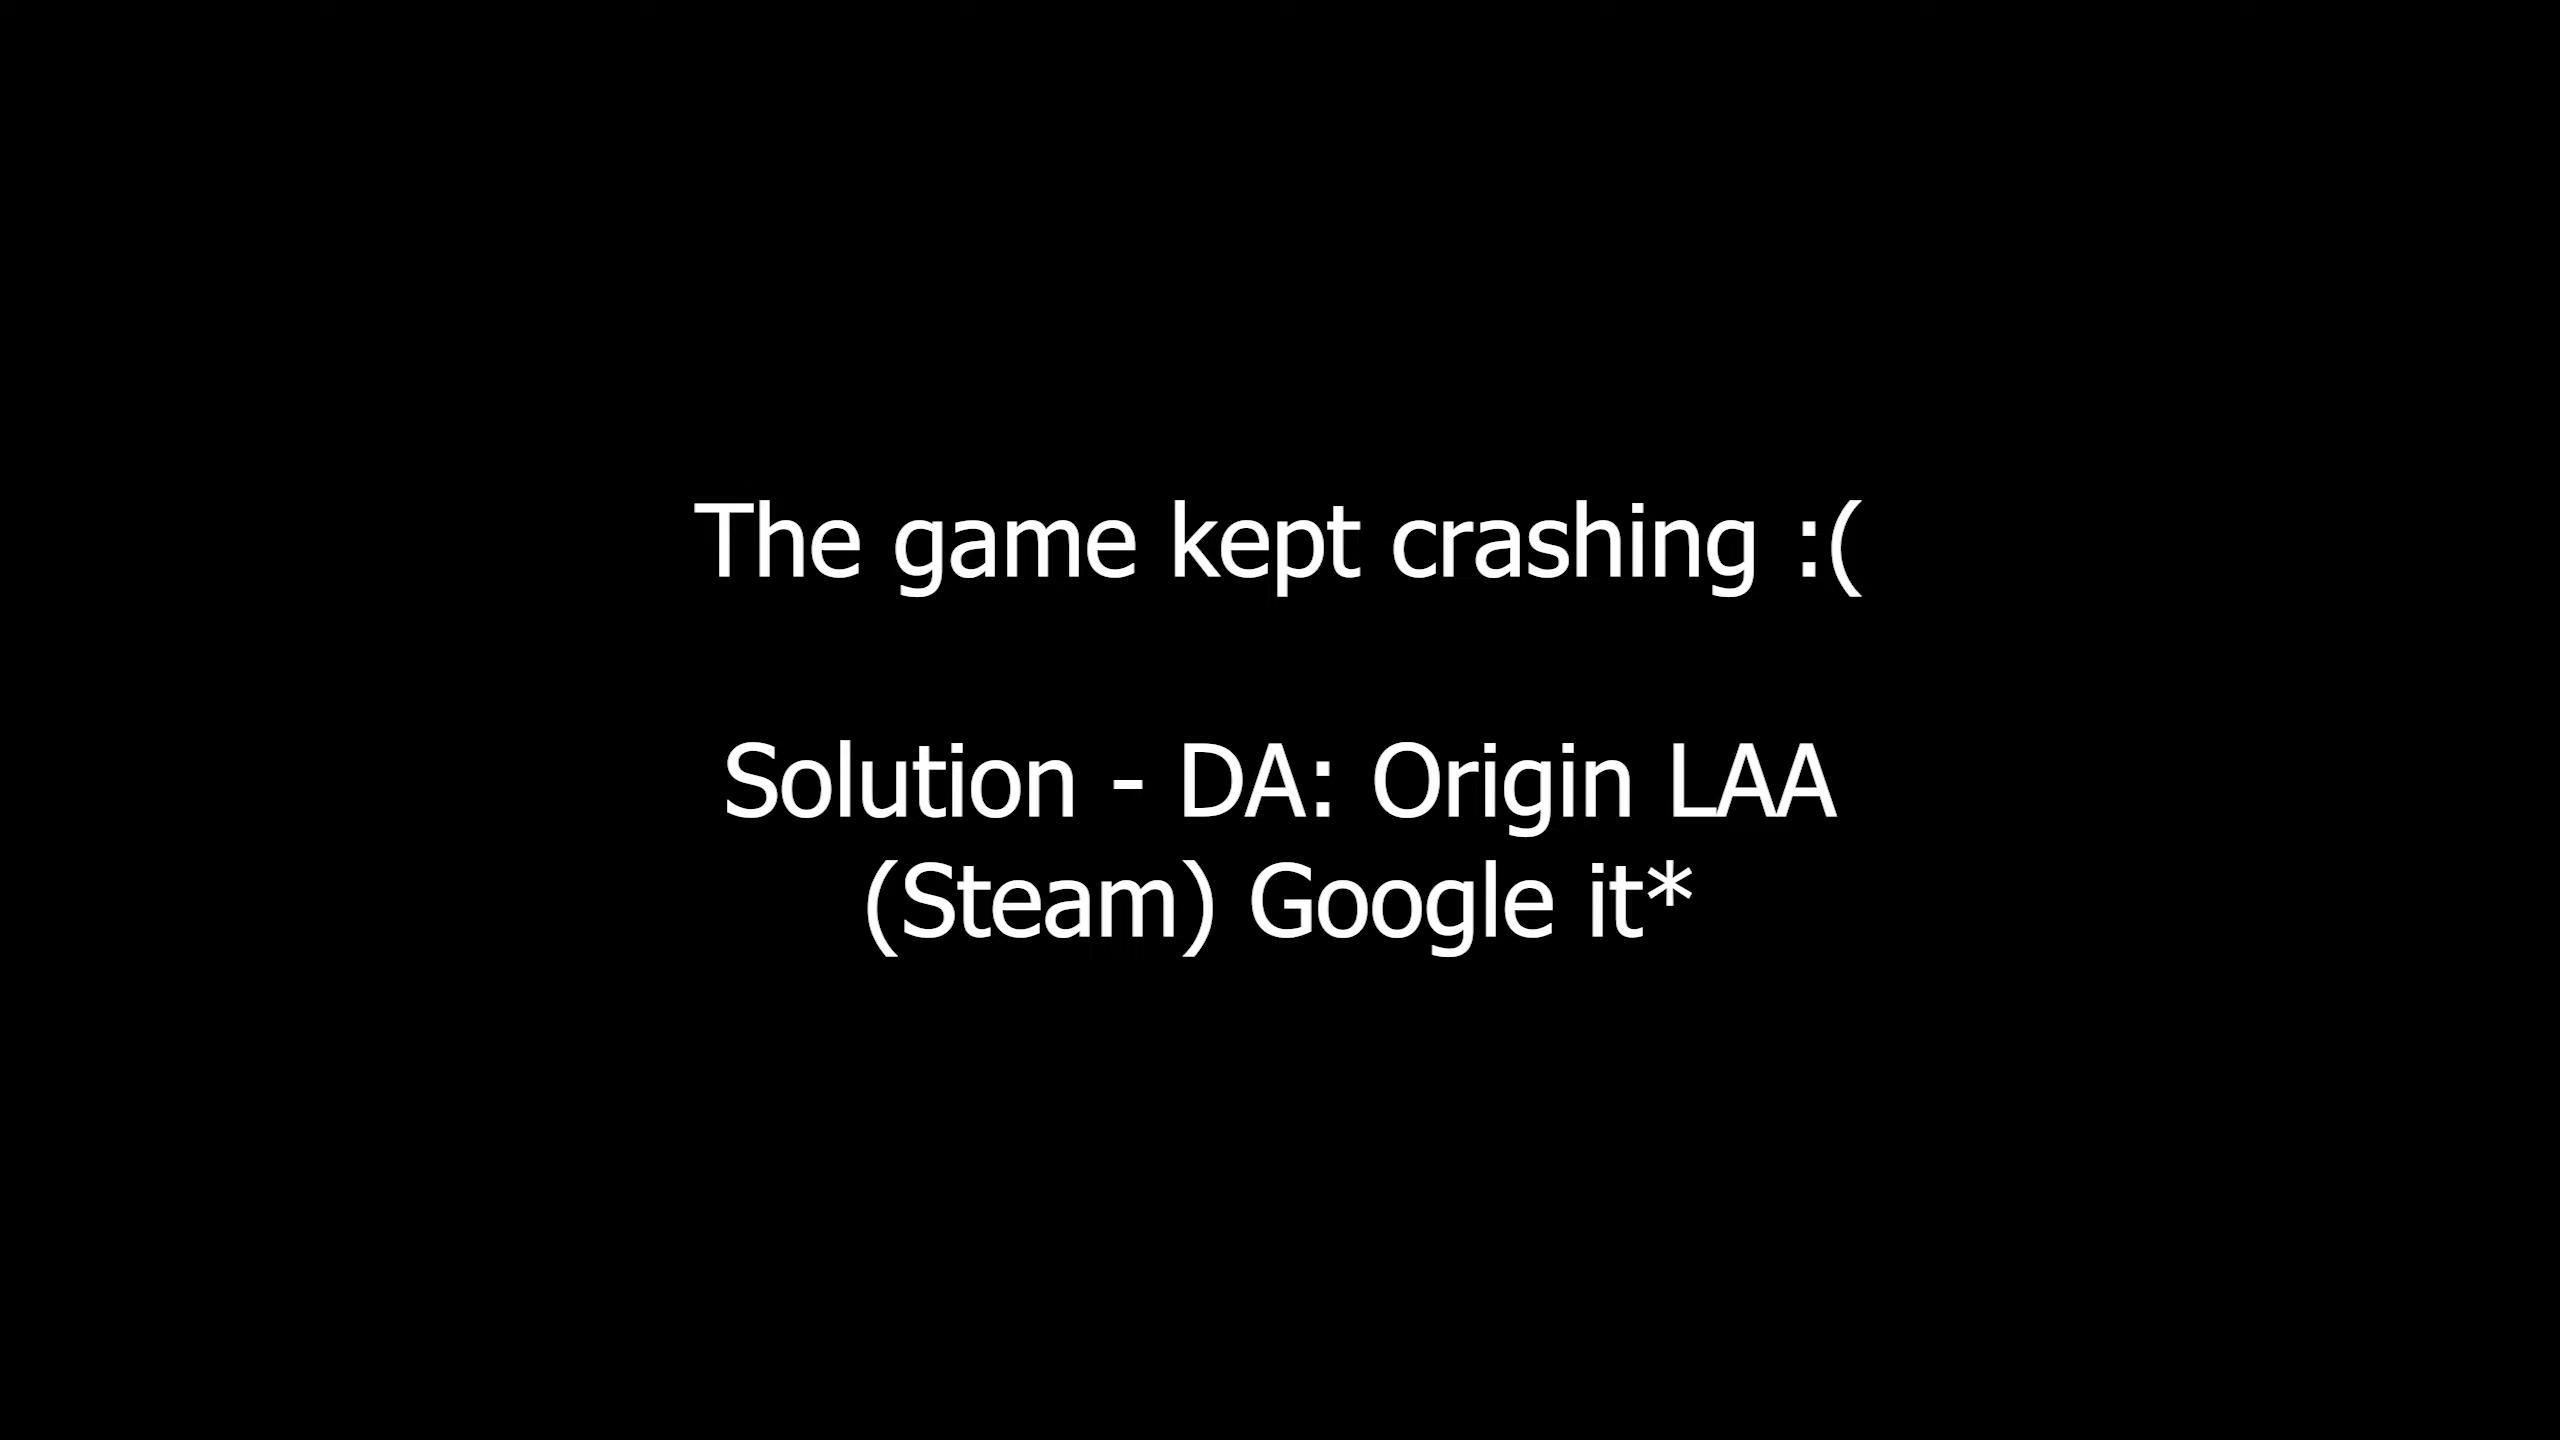 The game kept crashing :(
Solution - DA: Origin LAA
(Steam) Google it*